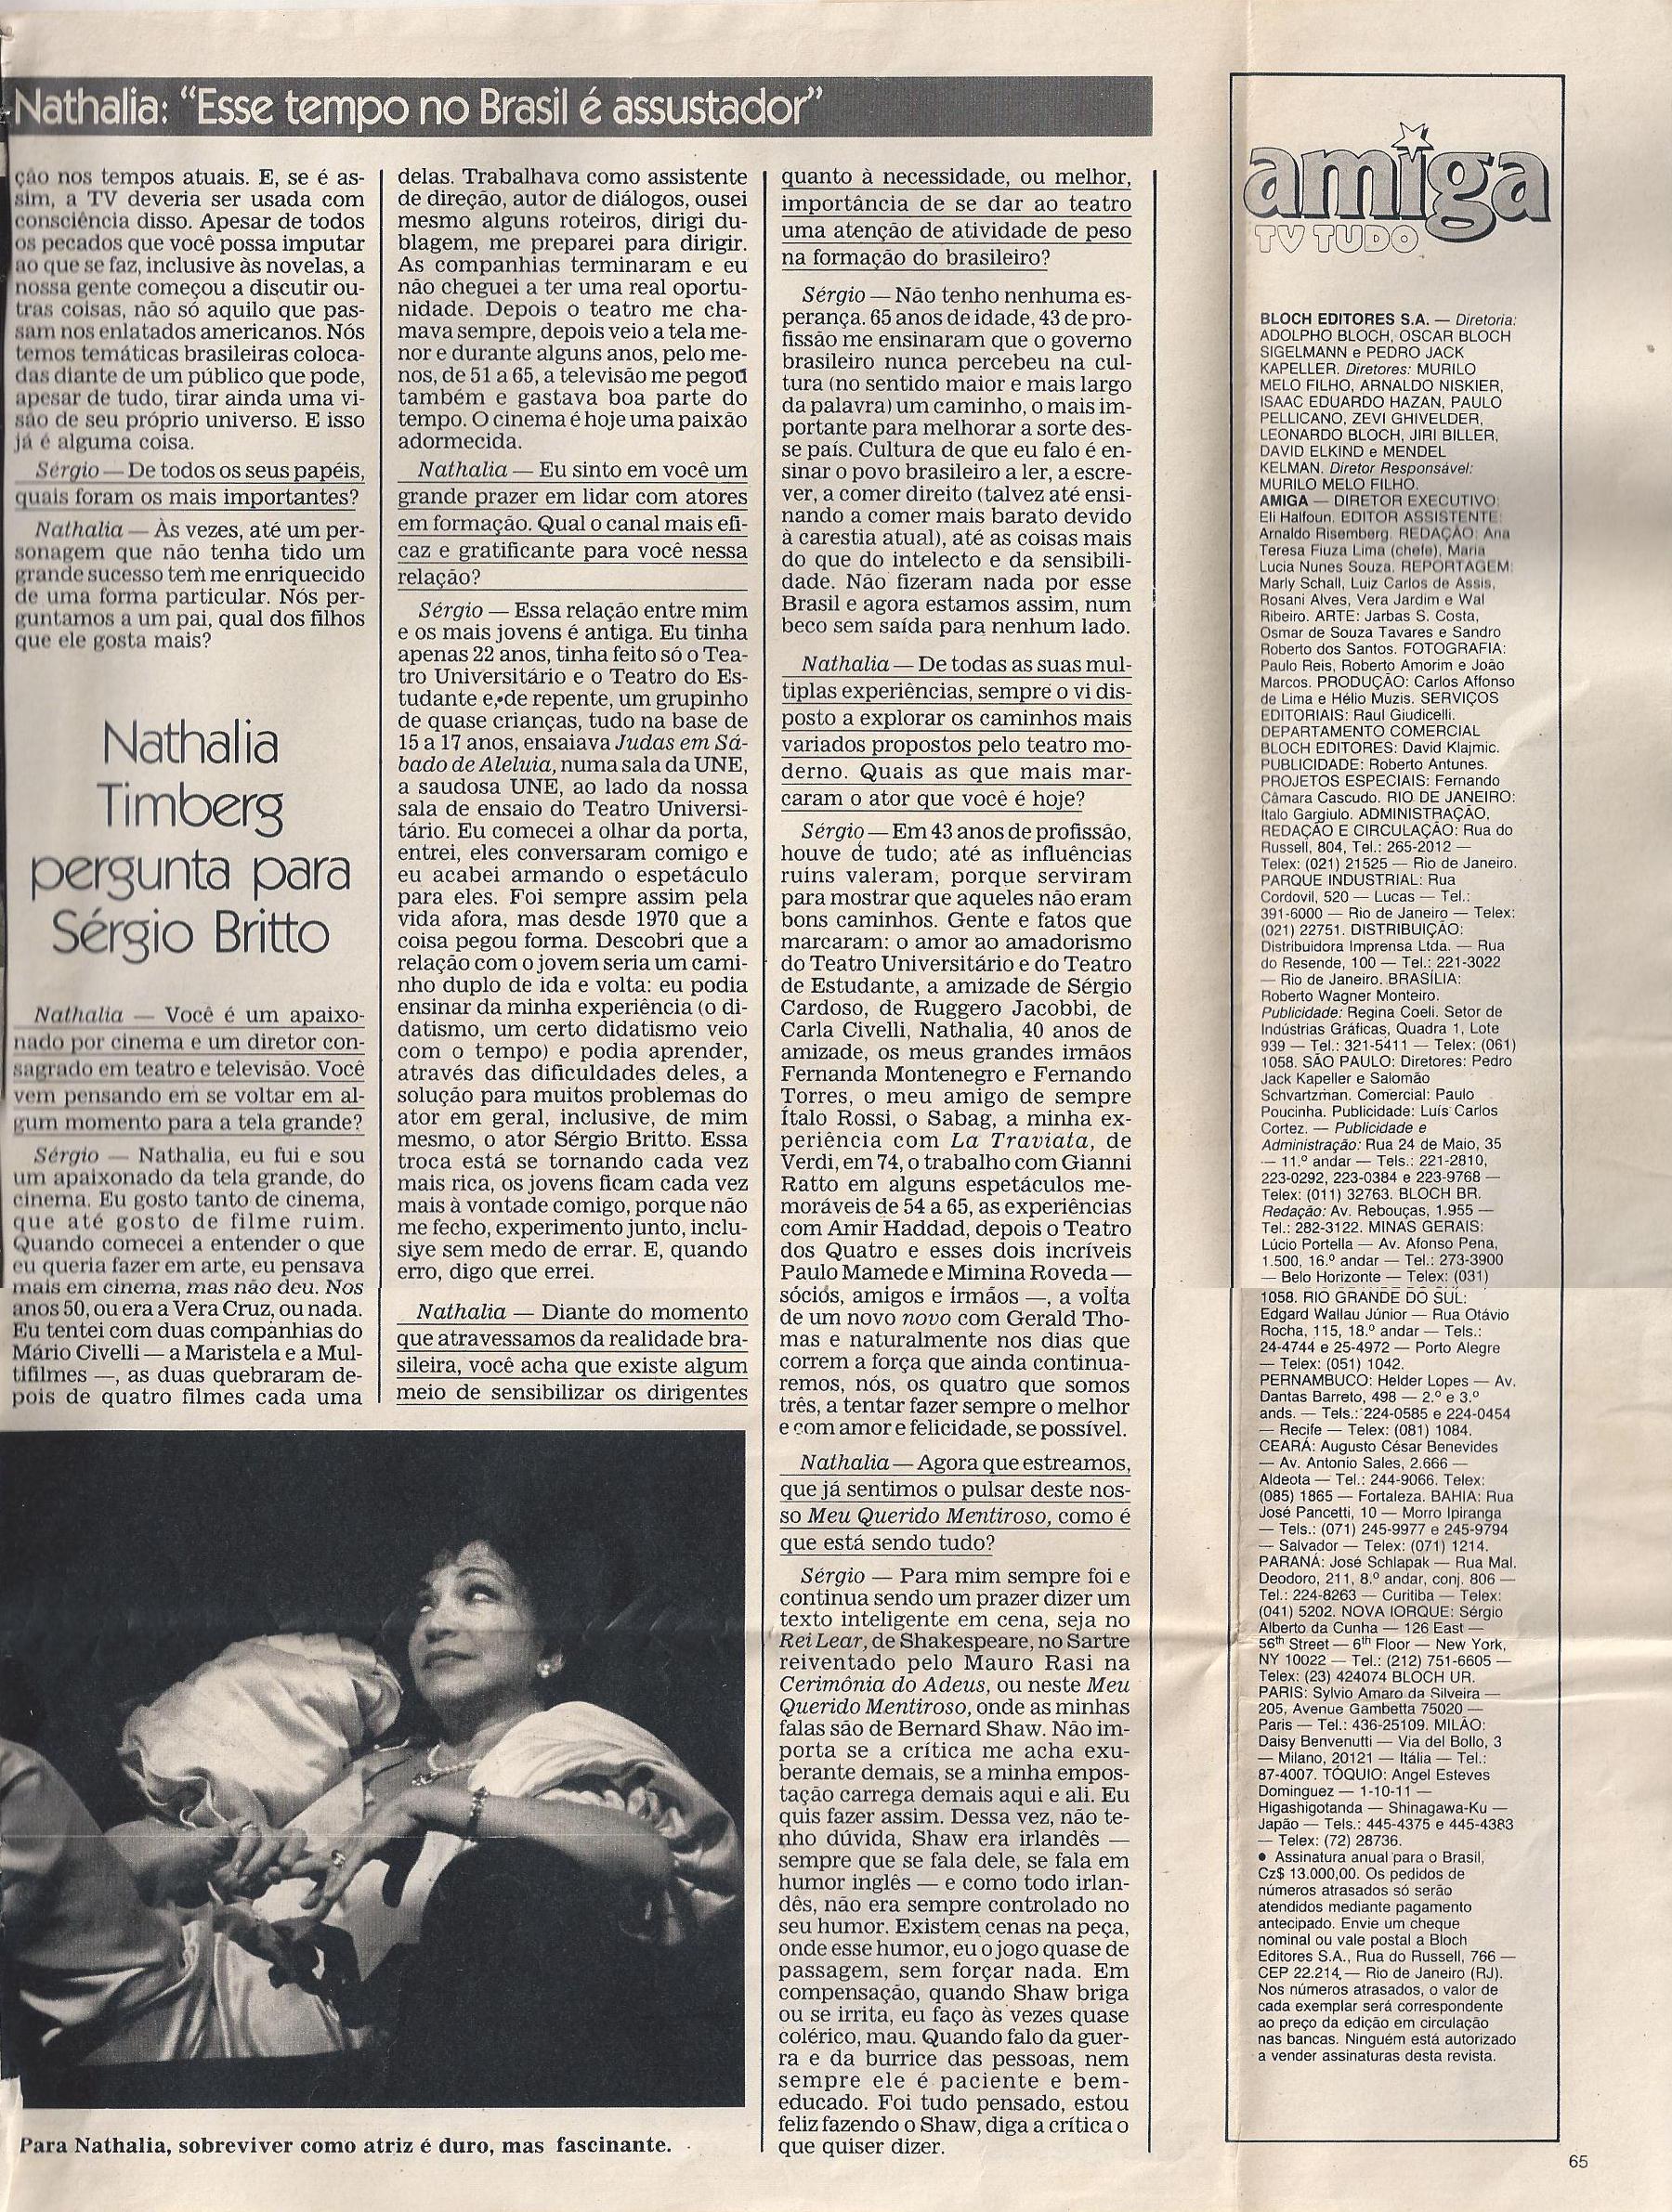 Nathalia: “Esse tempo no Brasil é assustador”
ção nos tempos atuais. E, se é as-
sim, a TV deveria ser usada com
consciência disso. Apesar de todos
os pecados que você possa imputar
ao que se faz, inclusive às novelas, a
nossa gente começou a discutir ou-
tras coisas, não só aquilo que pas-
sam nos enlatados americanos. Nós
temos temáticas brasileiras coloca-
das diante de um público que pode,
apesar de tudo, tirar ainda uma vi-
são de seu próprio universo. E isso
já é alguma coisa.
Sérgio — De todos os seus papéis,
quais foram os mais importantes?
Nathalia — Às vezes, até um per-
sonagem que não tenha tido um
grande sucesso tem me enriquecido
de uma forma particular. Nós per-
guntamos a um pai, qual dos filhos
que ele gosta mais?
Nathalia
Timberg
pergunta para
Sérgio Britto
Nathalia — Você é um apaixo-
nado por cinema e um diretor con-
sagrado em teatro e televisão. Você
vem pensando em se voltar em al-
gum momento para a tela grande?
Sérgio — Nathalia, eu fui e sou
um apaixonado da tela grande, do
cinema. Eu gosto tanto de cinema,
que até gosto de filme ruim.
Quando comecei a entender o que
eu queria fazer em arte, eu pensava
mais em cinema, mas não deu. Nos
anos 50, ou era a Vera Cruz, ou nada.
Eu tentei com duas companhias do
Mário Civelli — a Maristela e a Mul-
tifilmes —, as duas quebraram de-
pois de quatro filmes cada uma
delas. Trabalhava como assistente
de direção, autor de diálogos, ousei
mesmo alguns roteiros, dirigi du-
blagem, me preparei para dirigir.
As companhias terminaram e eu
não cheguei a ter uma real oportu-
nidade. Depois o teatro me cha-
mava sempre, depois veio a tela me-
nor e durante alguns anos, pelo me-
nos, de 51 a 65, a televisão me pegou
também e gastava boa parte do
tempo. O cinema é hoje uma paixão
adormecida.
Nathalia — Eu sinto em você um
grande prazer em lidar com atores
em formação. Qual o canal mais efi-
caz e gratificante para você nessa
relação?
Sérgio — Essa relação entre mim
e os mais jovens é antiga. Eu tinha
apenas 22 anos, tinha feito só o Tea-
tro Universitário e o Teatro do Es-
tudante e, de repente, um grupinho
de quase crianças, tudo na base de
15 a 17 anos, ensaiava Judas em Sá-
bado de Aleluia, numa sala da UNE,
a saudosa UNE, ao lado da nossa
sala de ensaio do Teatro Universi-
tário. Eu comecei a olhar da porta,
entrei, eles conversaram comigo e
eu acabei armando o espetáculo
para eles. Foi sempre assim pela
vida afora, mas desde 1970 que a
coisa pegou forma. Descobri que a
relação com o jovem seria um cami-
nho duplo de ida e volta: eu podia
ensinar da minha experiência (o di-
datismo, um certo didatismo veio
com o tempo) e podia aprender,
através das dificuldades deles, a
solução para muitos problemas do
ator em geral, inclusive, de mim
mesmo, o ator Sérgio Britto. Essa
troca está se tornando cada vez
mais rica, os jovens ficam cada vez
mais à vontade comigo, porque não
me fecho, experimento junto, inclu-
sive sem medo de errar. E, quando
erro, digo que errei.
Nathalia — Diante do momento
que atravessamos da realidade bra-
sileira, você acha que existe algum
meio de sensibilizar os dirigentes
quanto à necessidade, ou melhor,
importância de se dar ao teatro
uma atenção de atividade de peso
na formação do brasileiro?
Sérgio — Não tenho nenhuma es-
perança. 65 anos de idade, 43 de pro-
fissão me ensinaram que o governo
brasileiro nunca percebeu na cul-
tura (no sentido maior e mais largo
da palavra) um caminho, o mais im-
portante para melhorar a sorte des-
se país. Cultura de que eu falo é en-
sinar o povo brasileiro a ler, a escre-
ver, a comer direito (talvez até ensi-
nando a comer mais barato devido
à carestia atual), até as coisas mais
do que do intelecto e da sensibili-
dade. Não fizeram nada por esse
Brasil e agora estamos assim, num
beco sem saída para nenhum lado.
Nathalia — De todas as suas mul-
tiplas experiências, sempre o vi dis-
posto a explorar os caminhos mais
variados propostos pelo teatro mo-
derno. Quais as que mais mar-
caram o ator que você é hoje?
Sérgio — Em 43 anos de profissão,
houve de tudo; até as influências
ruins valeram, porque serviram
para mostrar que aqueles não eram
bons caminhos. Gente e fatos que
marcaram: o amor ao amadorismo
do Teatro Universitário e do Teatro
de Estudante, a amizade de Sérgio
Cardoso, de Ruggero Jacobbi, de
Carla Civelli, Nathalia, 40 anos de
amizade, os meus grandes irmãos
Fernanda Montenegro e Fernando
Torres, o meu amigo de sempre
Ítalo Rossi, o Sabag, a minha ex-
periência com La Traviata, de
Verdi, em 74, o trabalho com Gianni
Ratto em alguns espetáculos me-
moráveis de 54 a 65, as experiências
com Amir Haddad, depois o Teatro
dos Quatro e esses dois incríveis
Paulo Mamede e Mimina Roveda —
sócios, amigos e irmãos —, a volta
de um novo novo com Gerald Tho-
mas e naturalmente nos dias que
correm a força que ainda continua-
remos, nós, os quatro que somos
três, a tentar fazer sempre o melhor
e com amor e felicidade, se possível.
Nathalia — Agora que estreamos,
que já sentimos o pulsar deste nos-
so Meu Querido Mentiroso, como é
que está sendo tudo?
Sérgio — Para mim sempre foi e
continua sendo um prazer dizer um
texto inteligente em cena, seja no
Rei Lear, de Shakespeare, no Sartre
reiventado pelo Mauro Rasi na
Cerimônia do Adeus, ou neste Meu
Querido Mentiroso, onde as minhas
falas são de Bernard Shaw. Não im-
porta se a crítica me acha exu-
berante demais, se a minha empos-
tação carrega demais aqui e ali. Eu
quis fazer assim. Dessa vez, não te-
nho dúvida, Shaw era irlandês —
sempre que se fala dele, se fala em
humor inglês — e como todo irlan-
dês, não era sempre controlado no
seu humor. Existem cenas na peça,
onde esse humor, eu o jogo quase de
passagem, sem forçar nada. Em
compensação, quando Shaw briga
ou se irrita, eu faço às vezes quase
colérico, mau. Quando falo da guer-
ra e da burrice das pessoas, nem
sempre ele é paciente e bem-
educado. Foi tudo pensado, estou
feliz fazendo o Shaw, diga a crítica o
que quiser dizer.
Para Nathalia, sobreviver como atriz é duro, mas fascinante.
amiga
TV TUDO
BLOCH EDITORES S.A. — Diretoria:
ADOLPHO BLOCH, OSCAR BLOCH
SIGELMANN e PEDRO JACK
KAPELLER. Diretores: MURILO
MELO FILHO, ARNALDO NISKIER,
ISAAC EDUARDO HAZAN, PAULO
PELLICANO, ZEVI GHIVELDER,
LEONARDO BLOCH, JIRI BILLER,
DAVID ELKIND e MENDEL
KELMAN. Diretor Responsável:
MURILO MELO FILHO.
AMIGA — DIRETOR EXECUTIVO:
Eli Halfoun. EDITOR ASSISTENTE:
Arnaldo Risemberg. REDAÇÃO: Ana
Teresa Fiuza Lima (chefe), Maria
Lucia Nunes Souza. REPORTAGEM:
Marly Schall, Luiz Carlos de Assis,
Rosani Alves, Vera Jardim e Wal
Ribeiro. ARTE: Jarbas S. Costa,
Osmar de Souza Tavares e Sandro
Roberto dos Santos. FOTOGRAFIA:
Paulo Reis, Roberto Amorim e João
Marcos. PRODUÇÃO: Carlos Affonso
de Lima e Hélio Muzis. SERVIÇOS
EDITORIAIS: Raul Giudicelli.
DEPARTAMENTO COMERCIAL
BLOCH EDITORES: David Klajmic.
PUBLICIDADE: Roberto Antunes.
PROJETOS ESPECIAIS: Fernando
Câmara Cascudo. RIO DE JANEIRO:
Ítalo Gargiulo. ADMINISTRAÇÃO,
REDAÇÃO E CIRCULAÇÃO: Rua do
Russell, 804, Tel.: 265-2012 —
Telex: (021) 21525 — Rio de Janeiro.
PARQUE INDUSTRIAL: Rua
Cordovil, 520 — Lucas — Tel.:
391-6000 — Rio de Janeiro — Telex:
(021) 22751. DISTRIBUIÇÃO:
Distribuidora Imprensa Ltda. — Rua
do Resende, 100 — Tel.: 221-3022
— Rio de Janeiro. BRASÍLIA:
Roberto Wagner Monteiro.
Publicidade: Regina Coeli. Setor de
Indústrias Gráficas, Quadra 1, Lote
939 — Tel.: 321-5411 — Telex: (061)
1058. SÃO PAULO: Diretores: Pedro
Jack Kapeller e Salomão
Schvartzman. Comercial: Paulo
Poucinha. Publicidade: Luís Carlos
Cortez. — Publicidade e
Administração: Rua 24 de Maio, 35
— 11.º andar — Tels.: 221-2810,
223-0292, 223-0384 e 223-9768 —
Telex: (011) 32763. BLOCH BR.
Redação: Av. Rebouças, 1.955 —
Tel.: 282-3122. MINAS GERAIS:
Lúcio Portella — Av. Afonso Pena,
1.500, 16.º andar — Tel.: 273-3900
— Belo Horizonte — Telex: (031)
1058. RIO GRANDE DO SUL:
Edgard Wallau Júnior — Rua Otávio
Rocha, 115, 18.º andar — Tels.:
24-4744 e 25-4972 — Porto Alegre
— Telex: (051) 1042.
PERNAMBUCO: Helder Lopes — Av.
Dantas Barreto, 498 — 2.º e 3.º
ands. — Tels.: 224-0585 e 224-0454
— Recife — Telex: (081) 1084.
CEARÁ: Augusto César Benevides
— Av. Antonio Sales, 2.666 —
Aldeota — Tel.: 244-9066. Telex:
(085) 1865 — Fortaleza. BAHIA: Rua
José Pancetti, 10 — Morro Ipiranga
— Tels.: (071) 245-9977 e 245-9794
— Salvador — Telex: (071) 1214.
PARANÁ: José Schlapak — Rua Mal.
Deodoro, 211, 8.º andar, conj. 806 —
Tel.: 224-8263 — Curitiba — Telex:
(041) 5202. NOVA IORQUE: Sérgio
Alberto da Cunha — 126 East —
56th Street — 6th Floor — New York,
NY 10022 — Tel.: (212) 751-6605 —
Telex: (23) 424074 BLOCH UR.
PARIS: Sylvio Amaro da Silveira —
205, Avenue Gambetta 75020 —
Paris — Tel.: 436-25109. MILÃO:
Daisy Benvenutti — Via del Bollo, 3
— Milano, 20121 — Itália — Tel.:
87-4007. TÓQUIO: Angel Esteves
Dominguez — 1-10-11 —
Higashigotanda — Shinagawa-Ku —
Japão — Tels.: 445-4375 e 445-4383
— Telex: (72) 28736.
● Assinatura anual para o Brasil,
Cz$ 13.000,00. Os pedidos de
números atrasados só serão
atendidos mediante pagamento
antecipado. Envie um cheque
nominal ou vale postal a Bloch
Editores S.A., Rua do Russell, 766 —
CEP 22.214 — Rio de Janeiro (RJ).
Nos números atrasados, o valor de
cada exemplar será correspondente
ao preço da edição em circulação
nas bancas. Ninguém está autorizado
a vender assinaturas desta revista.
65